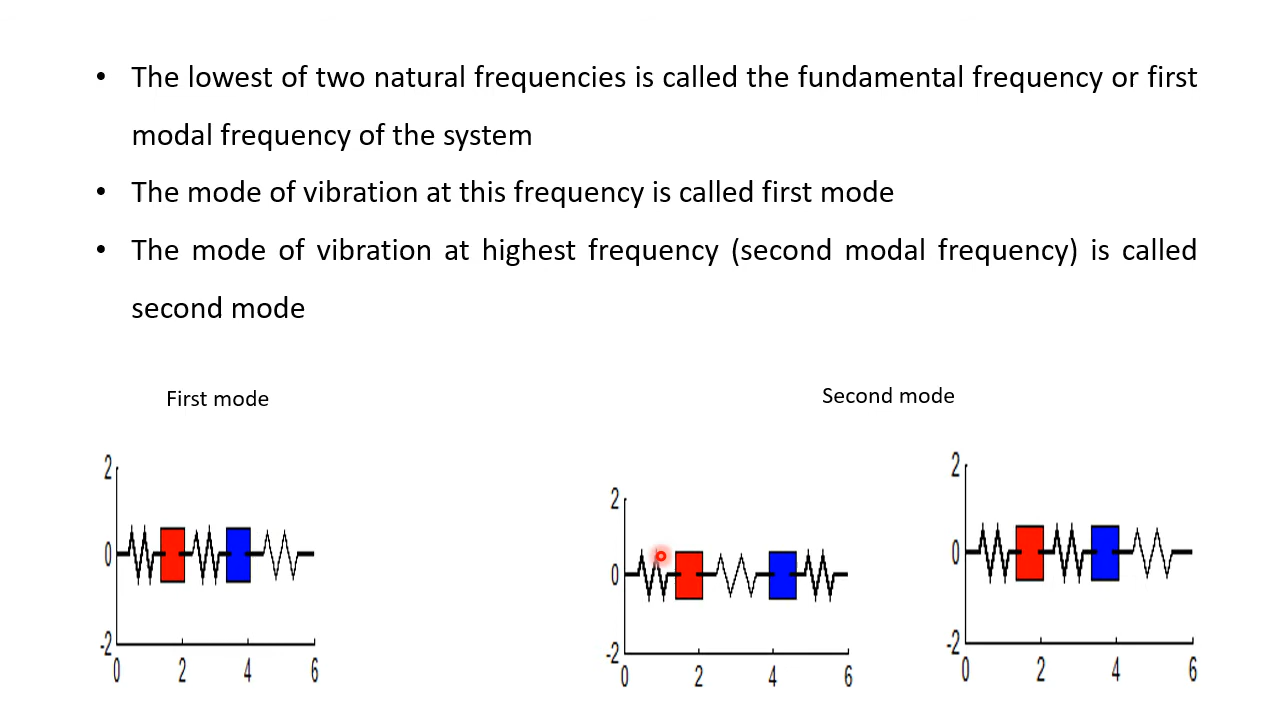 • The lowest of two natural frequencies is called the fundamental frequency or first
modal frequency of the system
• The mode of vibration at this frequency is called first mode
• The mode of vibration at highest frequency (second modal frequency) is called
second mode
First mode
Second mode
2
0
-2
0 2 4 6
2
0
-2
0 2 4 6
2
0
-2
0 2 4 6